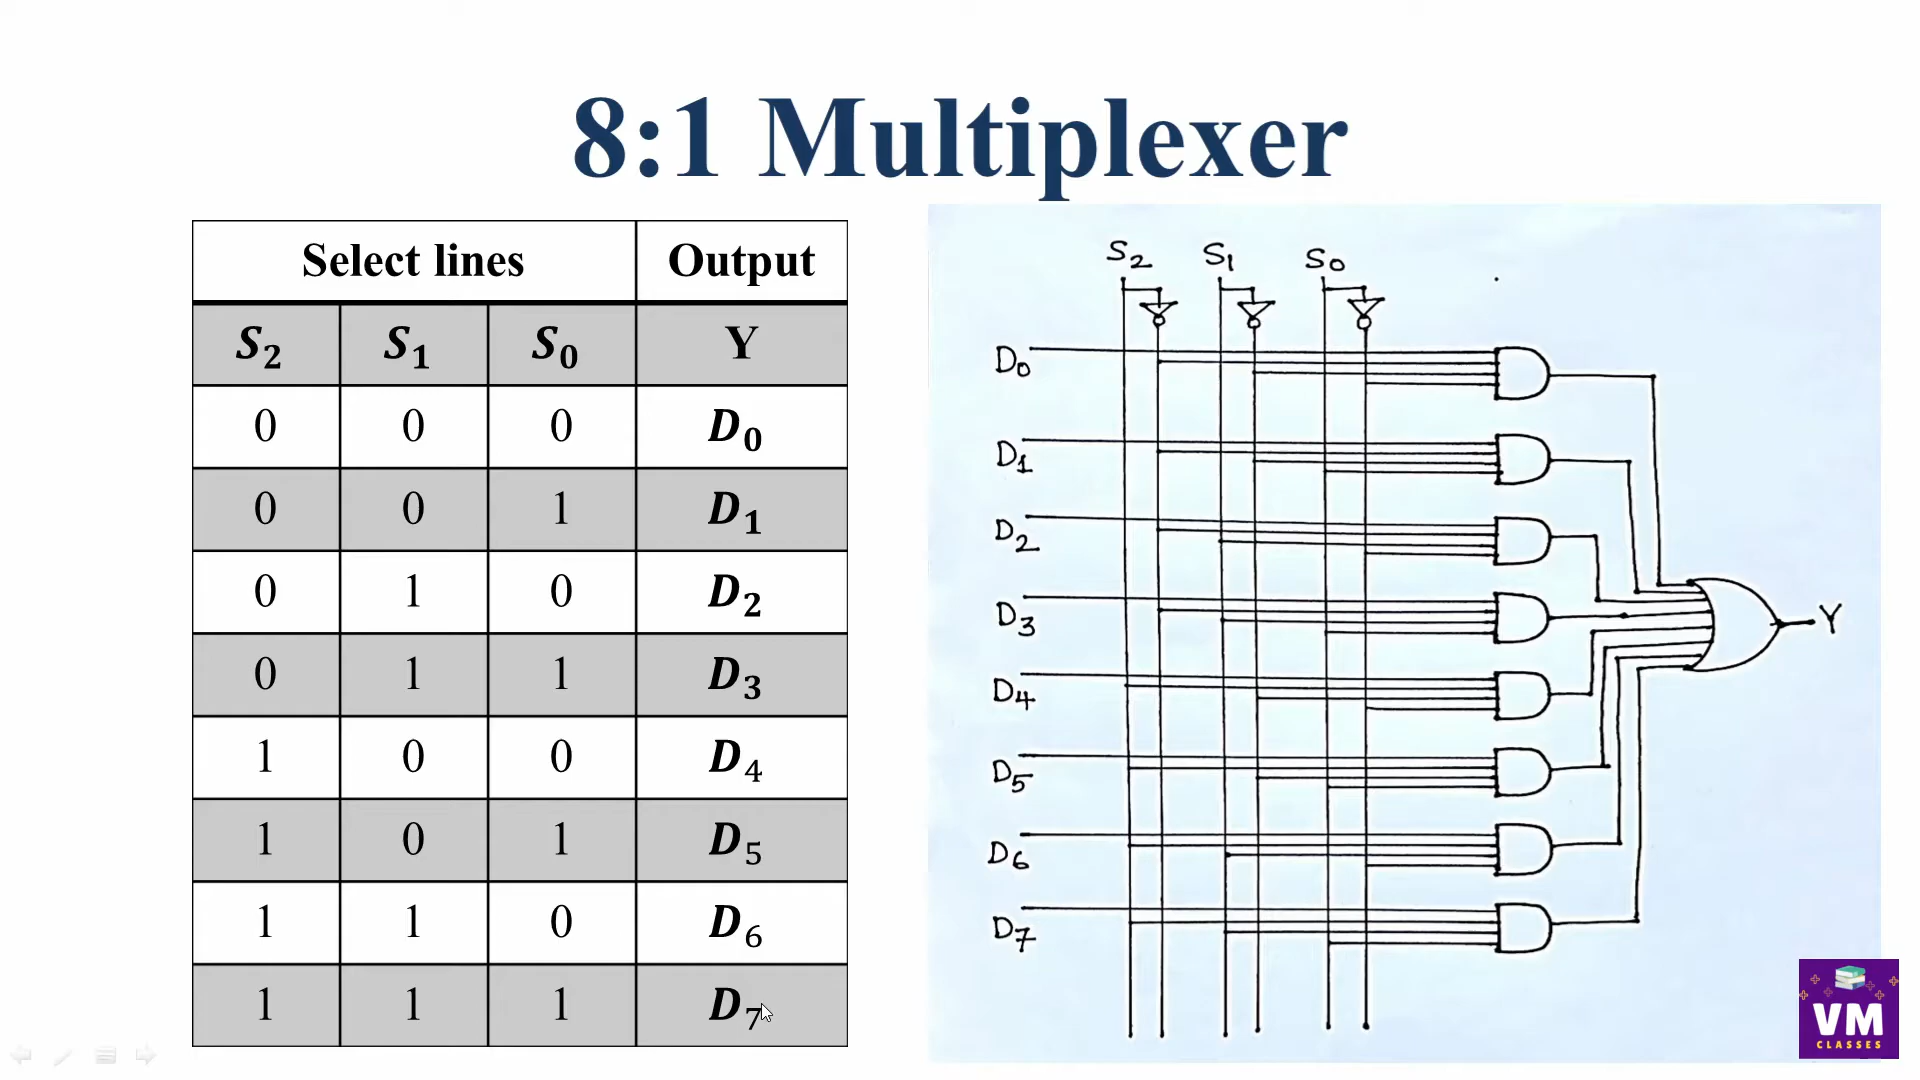 8:1 Multiplexer
Select lines Output
S₂ S₁ S₀ Y
0 0 0 D₀
0 0 1 D₁
0 1 0 D₂
0 1 1 D₃
1 0 0 D₄
1 0 1 D₅
1 1 0 D₆
1 1 1 D₇
S₂ S₁ S₀
D₀
D₁
D₂
D₃
Y
D₄
D₅
D₆
D₇
VM
CLASSES